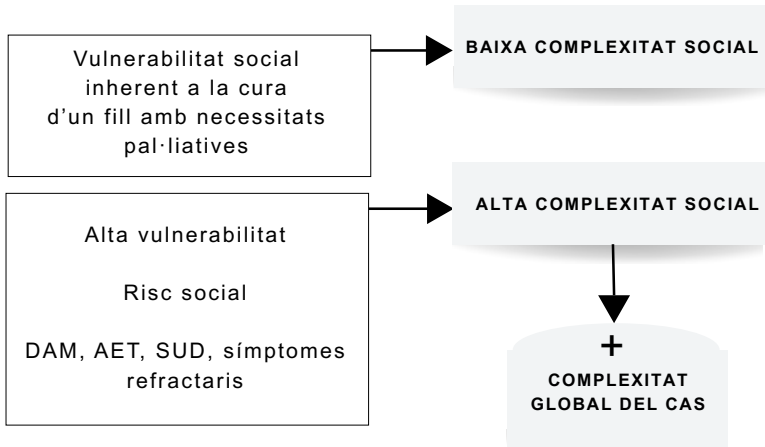 Vulnerabilitat social
inherent a la cura
d'un fill amb necessitats
pal·liatives
BAIXA COMPLEXITAT SOCIAL
Alta vulnerabilitat
Risc social
DAM, AET, SUD, símptomes
refractaris
ALTA COMPLEXITAT SOCIAL
+
COMPLEXITAT
GLOBAL DEL CAS